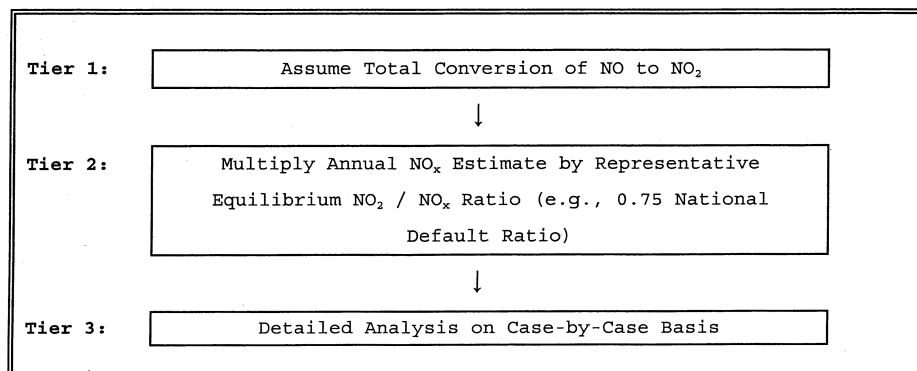 Tier 1: Assume Total Conversion of NO to NO₂
↓
Tier 2: Multiply Annual NOₓ Estimate by Representative
Equilibrium NO₂ / NOₓ Ratio (e.g., 0.75 National
Default Ratio)
↓
Tier 3: Detailed Analysis on Case-by-Case Basis